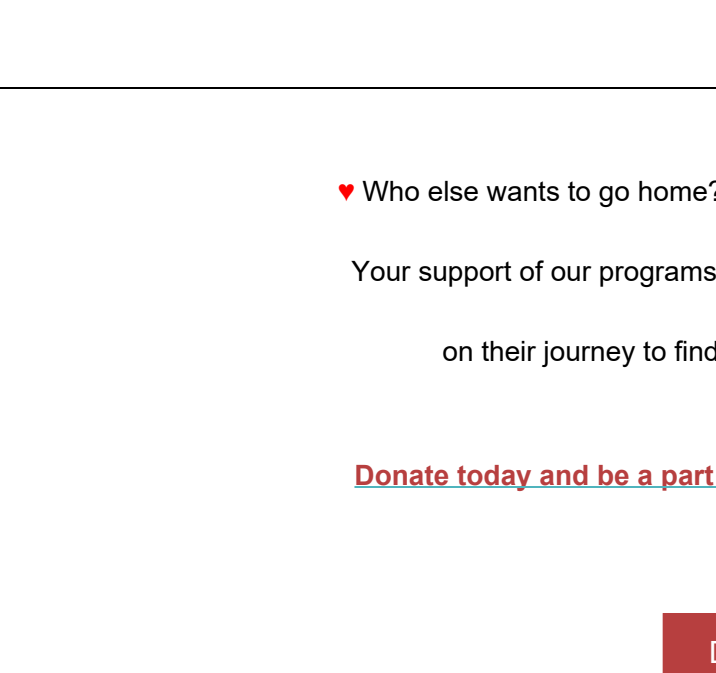 ♥ Who else wants to go home?
Your support of our programs
on their journey to find
Donate today and be a part